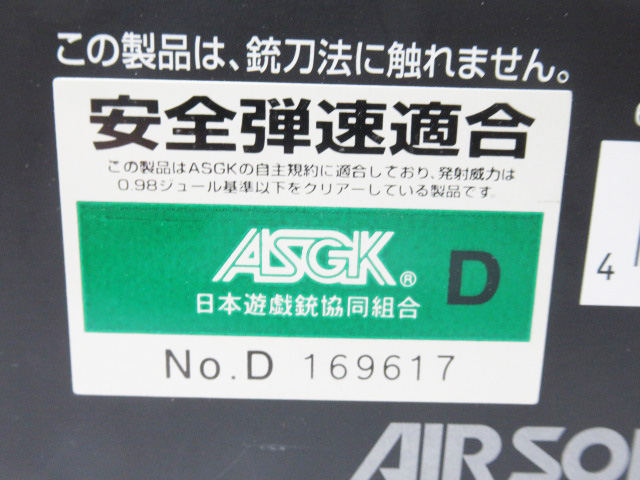 この製品は、銃刀法に触れません。
安全弾速適合
この製品はASGKの自主規約に適合しており、発射威力は
0.98ジュール基準以下をクリアーしている製品です。
ASGK® D
日本遊戯銃協同組合
No.D 169617
4
AIRSO